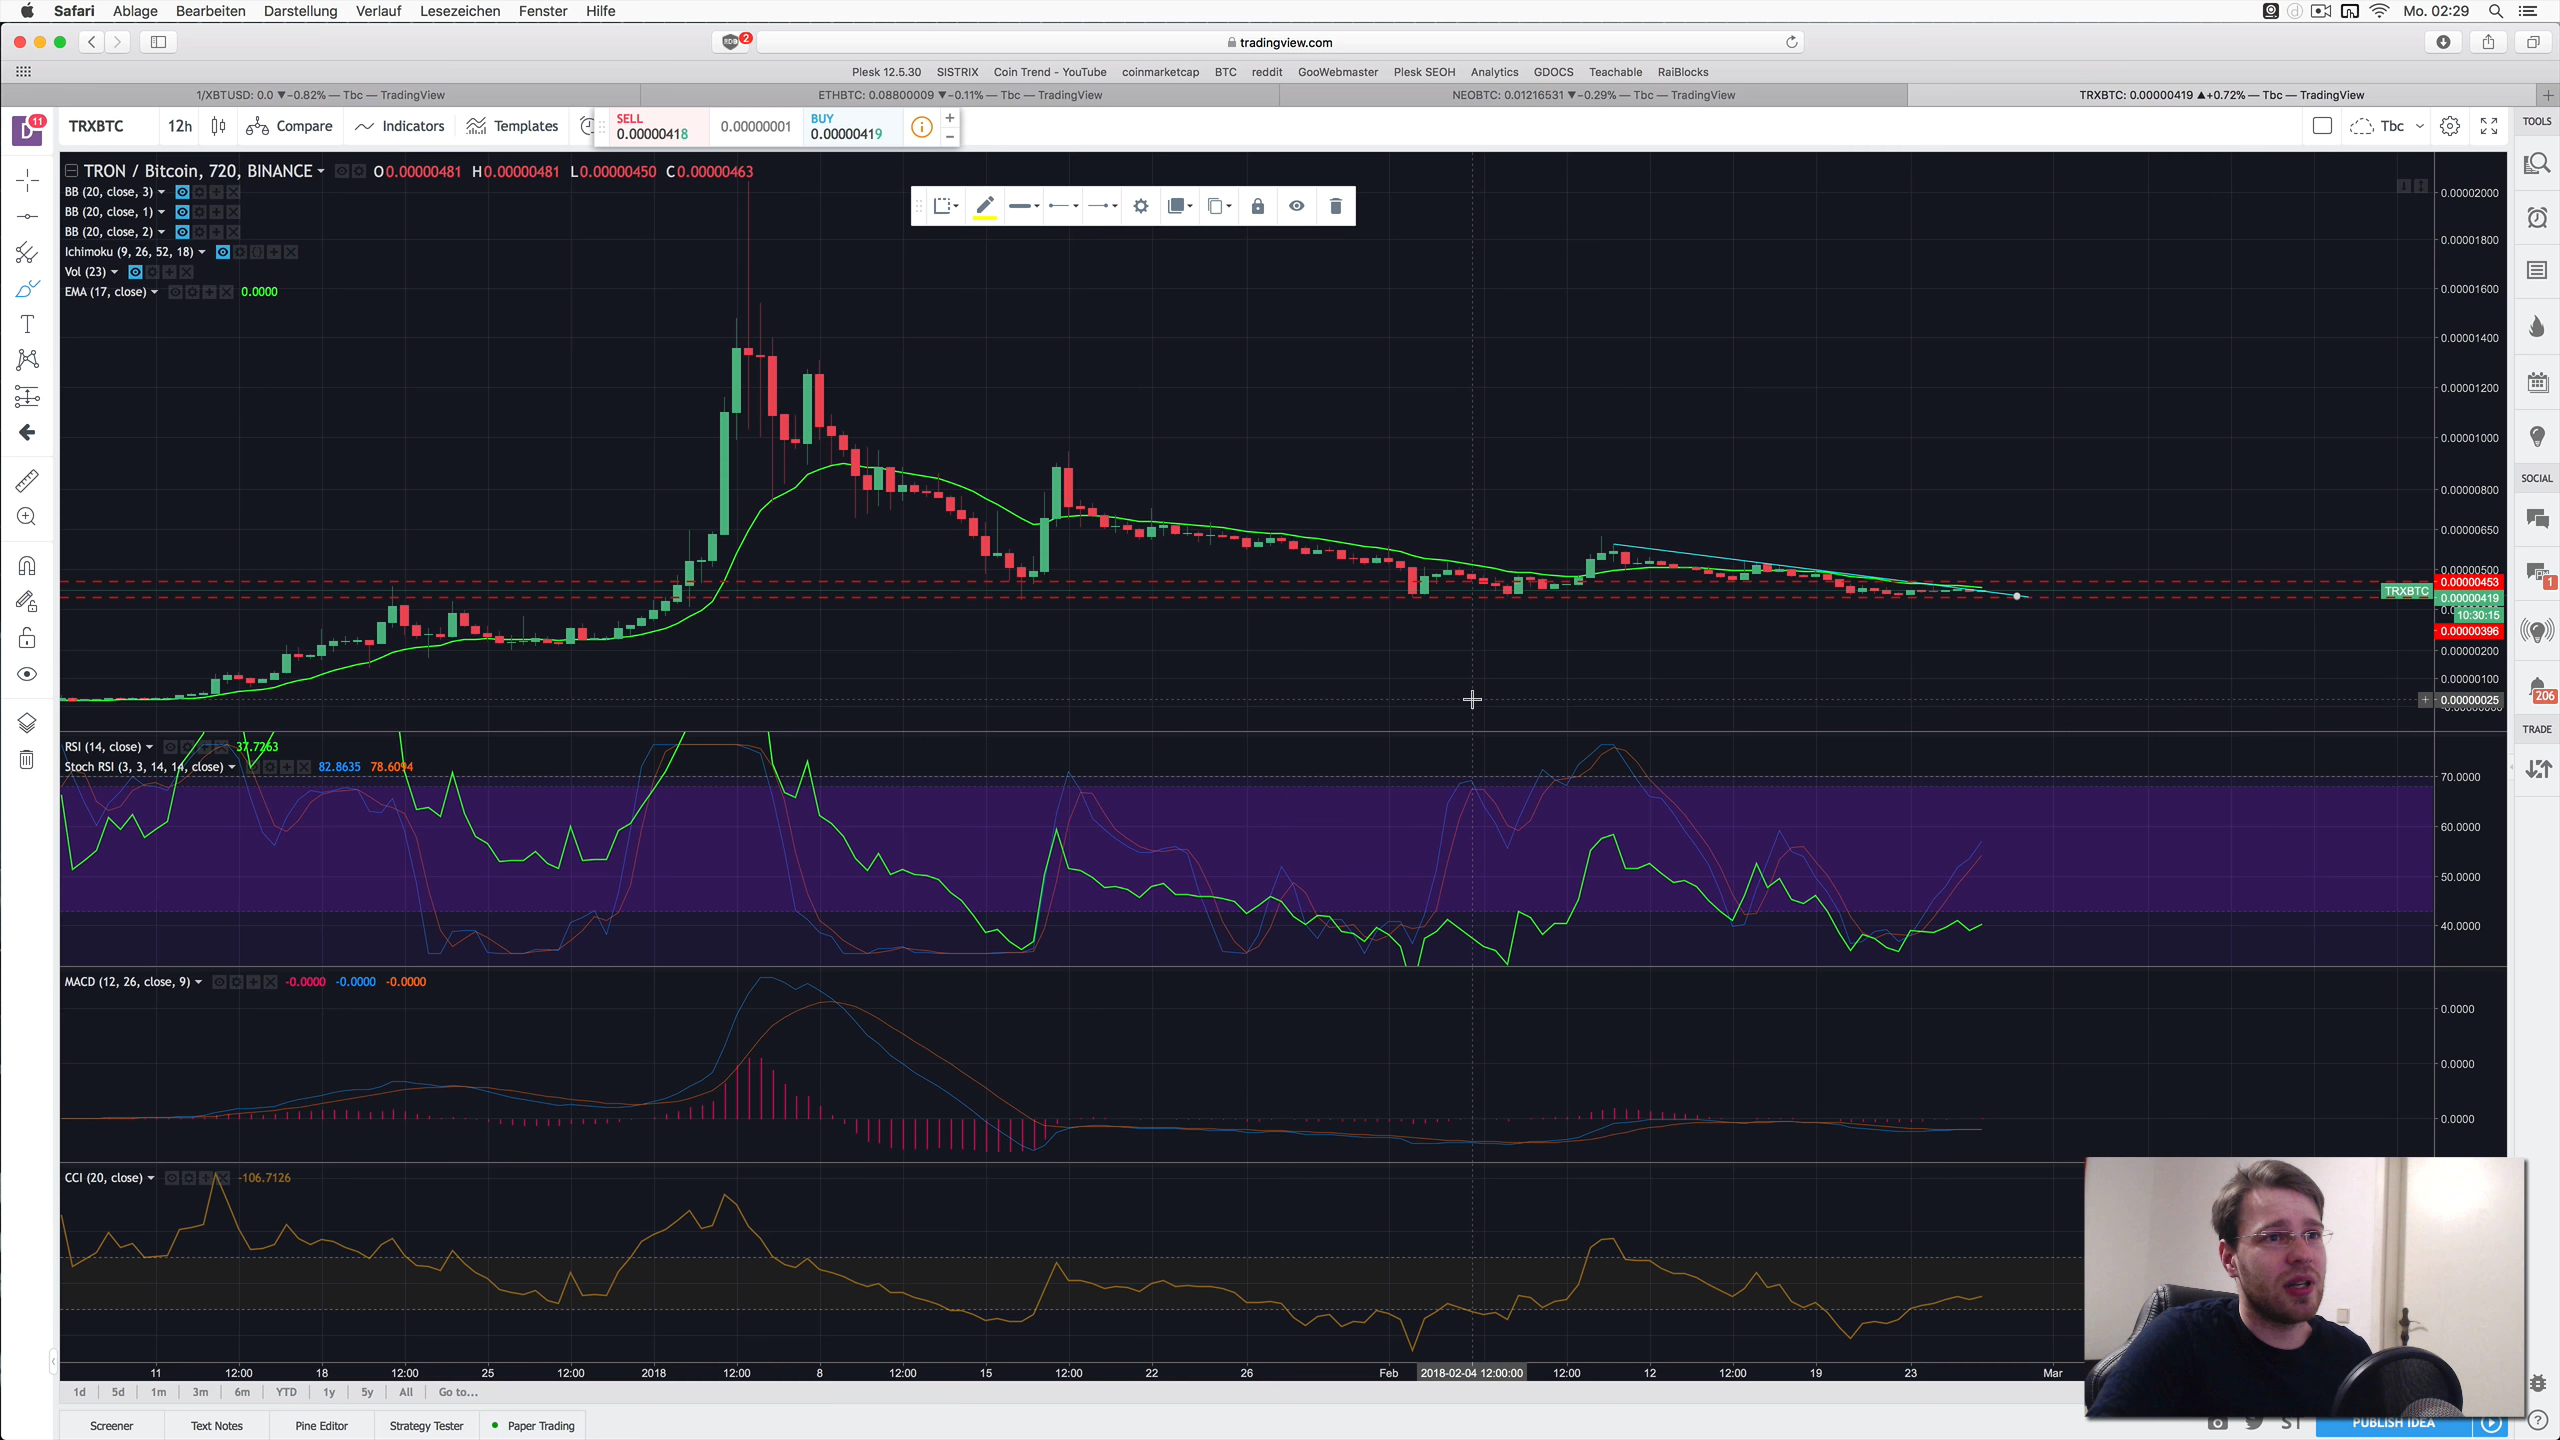 Safari Ablage Bearbeiten Darstellung Verlauf Lesezeichen Fenster Hilfe Mo. 02:29
2 tradingview.com
Plesk 12.5.30 SISTRIX Coin Trend - YouTube coinmarketcap BTC reddit GooWebmaster Plesk SEOH Analytics GDOCS Teachable RaiBlocks
1/XBTUSD: 0.0 ▼−0.82% — Tbc — TradingView ETHBTC: 0.08800009 ▼−0.11% — Tbc — TradingView NEOBTC: 0.01216531 ▼−0.29% — Tbc — TradingView TRXBTC: 0.00000419 ▲+0.72% — Tbc — TradingView
D 11 TRXBTC 12h Compare Indicators Templates
SELL
0.00000418
0.00000001
BUY
0.00000419
Tbc
TOOLS
TRON / Bitcoin, 720, BINANCE O0.00000481 H0.00000481 L0.00000450 C0.00000463
BB (20, close, 3)
BB (20, close, 1)
BB (20, close, 2)
Ichimoku (9, 26, 52, 18)
Vol (23)
EMA (17, close) 0.0000
0.00002000
0.00001800
0.00001600
0.00001400
0.00001200
0.00001000
0.00000800
0.00000650
0.00000500
0.00000453
TRXBTC 0.00000419
10:30:15
0.00000396
0.00000200
0.00000100
0.00000025
SOCIAL
1
206
TRADE
RSI (14, close) 37.7263
Stoch RSI (3, 3, 14, 14, close) 82.8635 78.6094
70.0000
60.0000
50.0000
40.0000
MACD (12, 26, close, 9) -0.0000 -0.0000 -0.0000
0.0000
0.0000
0.0000
CCI (20, close) -106.7126
11 12:00 18 12:00 25 12:00 2018 12:00 8 12:00 15 12:00 22 26 Feb 2018-02-04 12:00:00 12:00 12 12:00 19 23 Mar
1d 5d 1m 3m 6m YTD 1y 5y All Go to...
Screener Text Notes Pine Editor Strategy Tester Paper Trading
ST PUBLISH IDEA